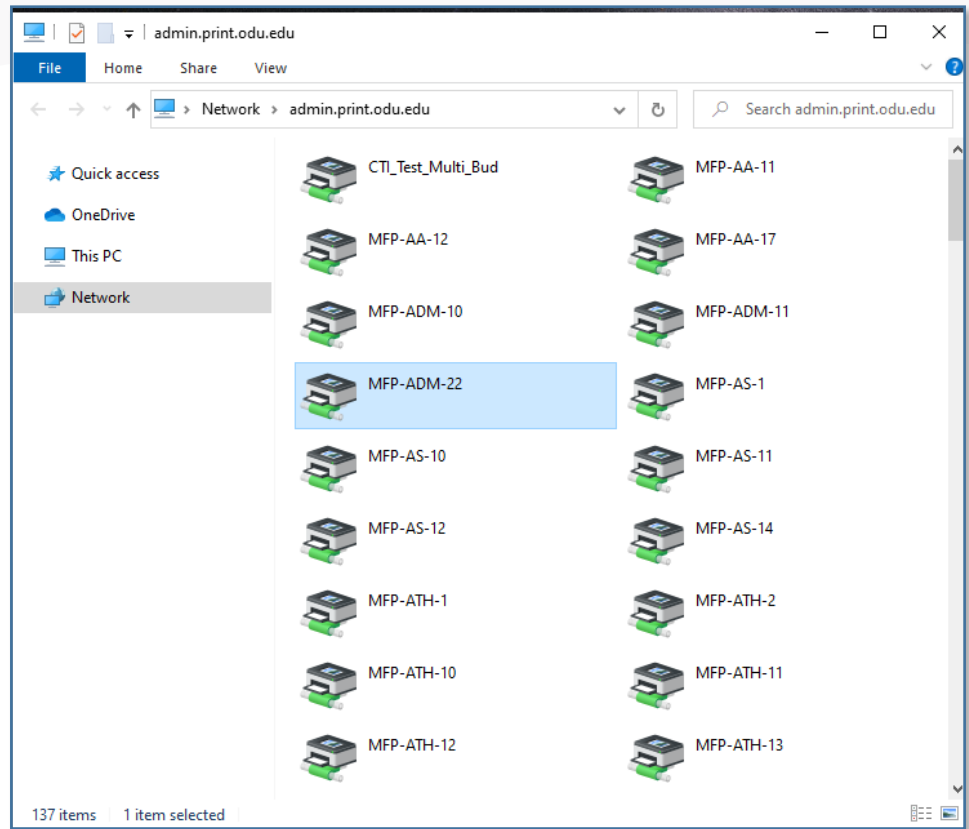 admin.print.odu.edu
File Home Share View
Network > admin.print.odu.edu
Search admin.print.odu.edu
Quick access
OneDrive
This PC
Network
CTI_Test_Multi_Bud MFP-AA-11
MFP-AA-12 MFP-AA-17
MFP-ADM-10 MFP-ADM-11
MFP-ADM-22 MFP-AS-1
MFP-AS-10 MFP-AS-11
MFP-AS-12 MFP-AS-14
MFP-ATH-1 MFP-ATH-2
MFP-ATH-10 MFP-ATH-11
MFP-ATH-12 MFP-ATH-13
137 items 1 item selected